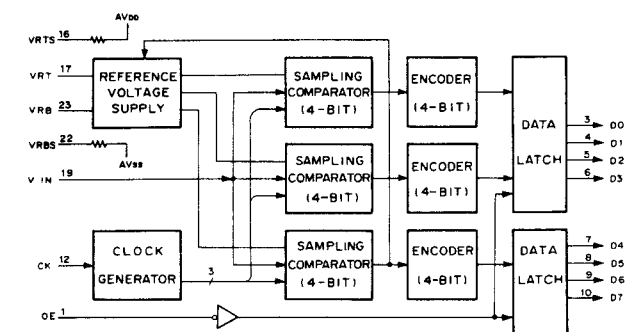 AVDD
VRTS 16
VRT 17
REFERENCE
VOLTAGE
SUPPLY
VRB 23
VRBS 22
AVSS
V IN 19
CK 12
CLOCK
GENERATOR
3
OE 1
SAMPLING
COMPARATOR
(4-BIT)
ENCODER
(4-BIT)
SAMPLING
COMPARATOR
(4-BIT)
ENCODER
(4-BIT)
SAMPLING
COMPARATOR
(4-BIT)
ENCODER
(4-BIT)
DATA
LATCH
3 D0
4 D1
5 D2
6 D3
DATA
LATCH
7 D4
8 D5
9 D6
10 D7